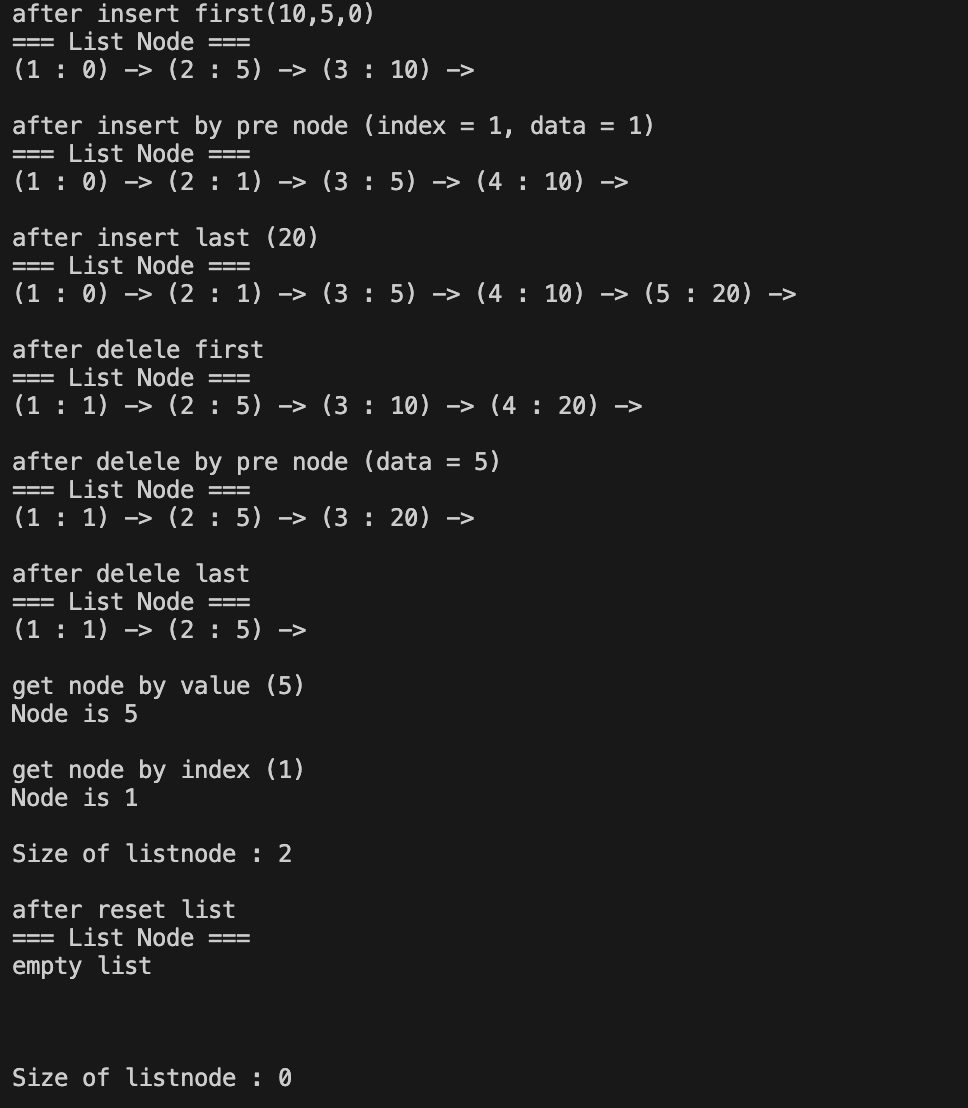 after insert first(10,5,0)
=== List Node ===
(1 : 0) -> (2 : 5) -> (3 : 10) ->
after insert by pre node (index = 1, data = 1)
=== List Node ===
(1 : 0) -> (2 : 1) -> (3 : 5) -> (4 : 10) ->
after insert last (20)
=== List Node ===
(1 : 0) -> (2 : 1) -> (3 : 5) -> (4 : 10) -> (5 : 20) ->
after delele first
=== List Node ===
(1 : 1) -> (2 : 5) -> (3 : 10) -> (4 : 20) ->
after delele by pre node (data = 5)
=== List Node ===
(1 : 1) -> (2 : 5) -> (3 : 20) ->
after delele last
=== List Node ===
(1 : 1) -> (2 : 5) ->
get node by value (5)
Node is 5
get node by index (1)
Node is 1
Size of listnode : 2
after reset list
=== List Node ===
empty list
Size of listnode : 0